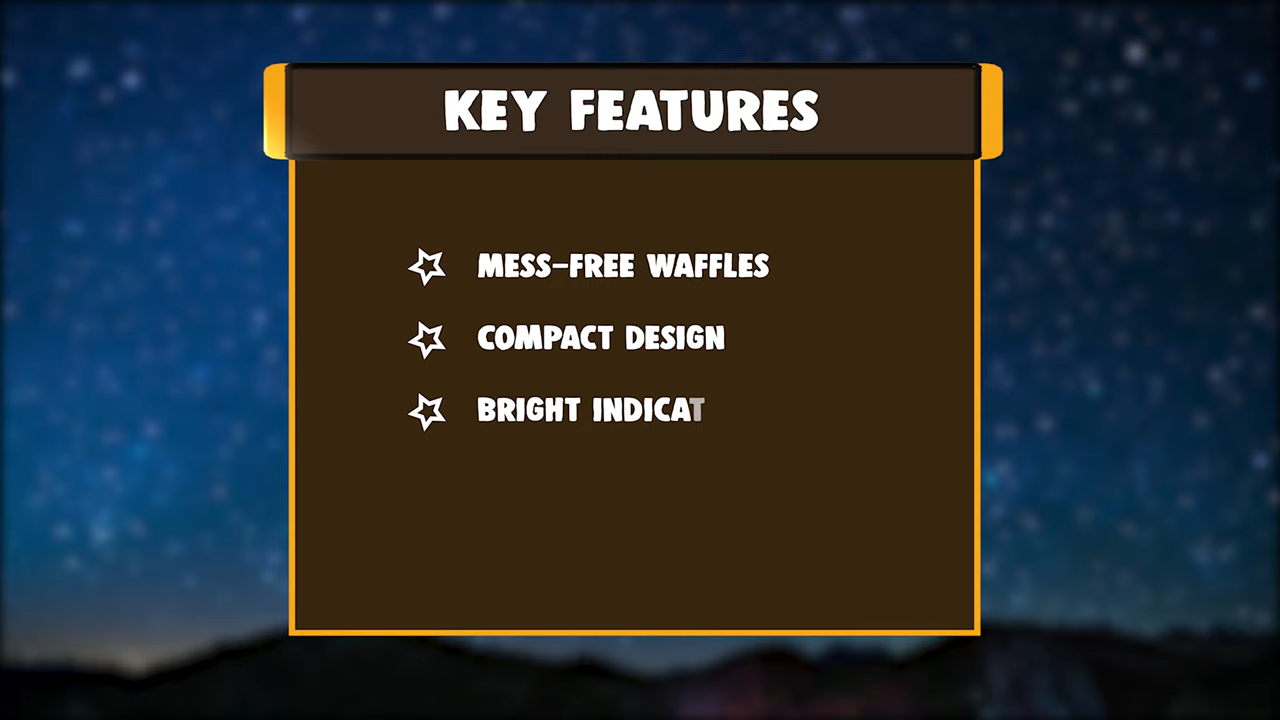 KEY FEATURES
MESS-FREE WAFFLES
COMPACT DESIGN
BRIGHT INDICAT